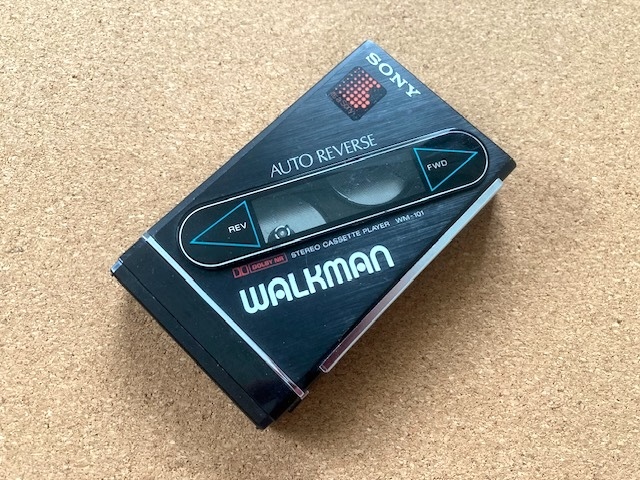 SONY
AUTO REVERSE
REV
FWD
DOLBY NR STEREO CASSETTE PLAYER WM-101
WALKMAN